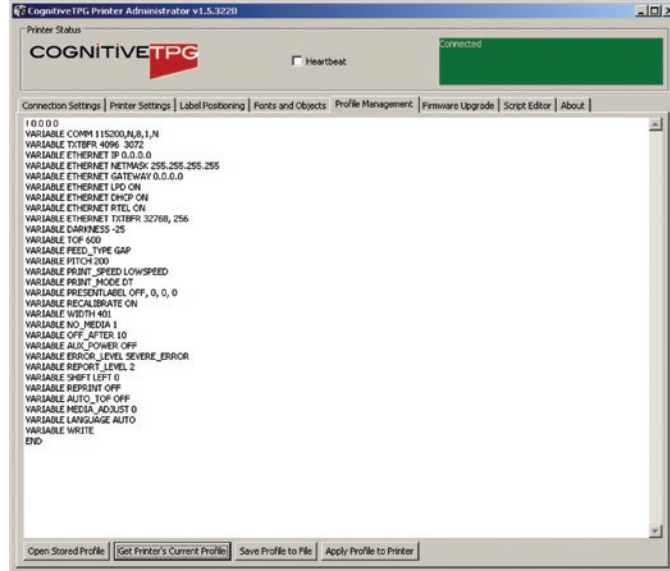 CognitiveTPG Printer Administrator v1.5.3220
Printer Status
COGNITIVETPG
Heartbeat
Connected
Connection Settings Printer Settings Label Positioning Fonts and Objects Profile Management Firmware Upgrade Script Editor About
! 0 0 0 0
VARIABLE COMM 115200,N,8,1,N
VARIABLE TXTBFR 4096 3072
VARIABLE ETHERNET IP 0.0.0.0
VARIABLE ETHERNET NETMASK 255.255.255.255
VARIABLE ETHERNET GATEWAY 0.0.0.0
VARIABLE ETHERNET LPD ON
VARIABLE ETHERNET DHCP ON
VARIABLE ETHERNET RTEL ON
VARIABLE ETHERNET TXTBFR 32768, 256
VARIABLE DARKNESS -25
VARIABLE TOF 600
VARIABLE FEED_TYPE GAP
VARIABLE PITCH 200
VARIABLE PRINT_SPEED LOWSPEED
VARIABLE PRINT_MODE DT
VARIABLE PRESENTLABEL OFF, 0, 0, 0
VARIABLE RECALIBRATE ON
VARIABLE WIDTH 401
VARIABLE NO_MEDIA 1
VARIABLE OFF_AFTER 10
VARIABLE AUX_POWER OFF
VARIABLE ERROR_LEVEL SEVERE_ERROR
VARIABLE REPORT_LEVEL 2
VARIABLE SHIFT LEFT 0
VARIABLE REPRINT OFF
VARIABLE AUTO_TOF OFF
VARIABLE MEDIA_ADJUST 0
VARIABLE LANGUAGE AUTO
VARIABLE WRITE
END
Open Stored Profile Get Printer's Current Profile Save Profile to File Apply Profile to Printer